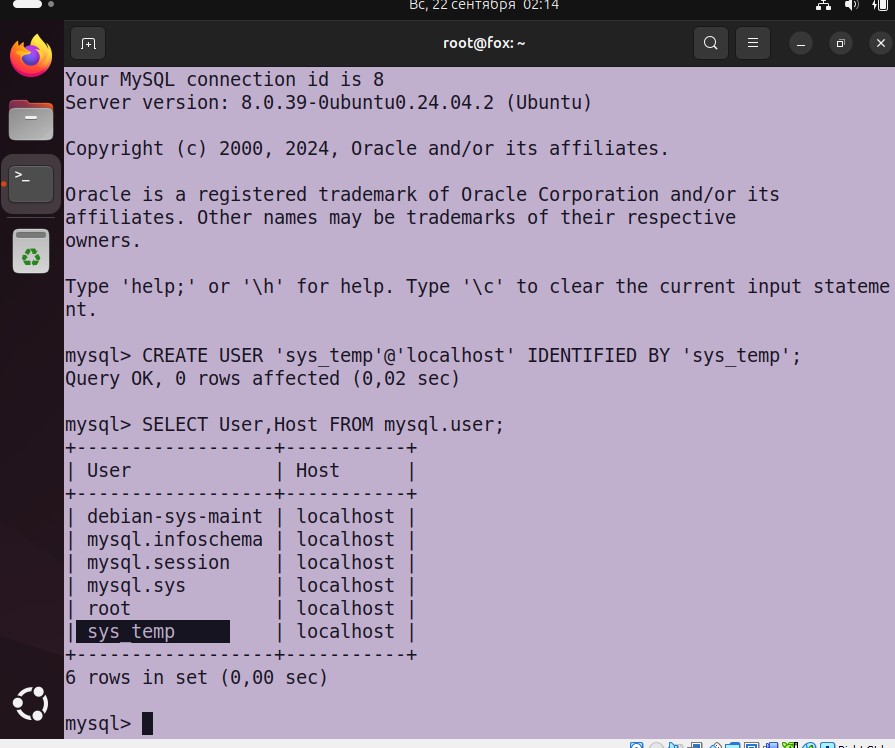 Вс, 22 сентября 02:14
root@fox: ~
Your MySQL connection id is 8
Server version: 8.0.39-0ubuntu0.24.04.2 (Ubuntu)
Copyright (c) 2000, 2024, Oracle and/or its affiliates.
Oracle is a registered trademark of Oracle Corporation and/or its
affiliates. Other names may be trademarks of their respective
owners.
Type 'help;' or '\h' for help. Type '\c' to clear the current input stateme
nt.
mysql> CREATE USER 'sys_temp'@'localhost' IDENTIFIED BY 'sys_temp';
Query OK, 0 rows affected (0,02 sec)
mysql> SELECT User,Host FROM mysql.user;
+------------------+-----------+
| User             | Host      |
+------------------+-----------+
| debian-sys-maint | localhost |
| mysql.infoschema | localhost |
| mysql.session    | localhost |
| mysql.sys        | localhost |
| root             | localhost |
| sys_temp         | localhost |
+------------------+-----------+
6 rows in set (0,00 sec)
mysql>